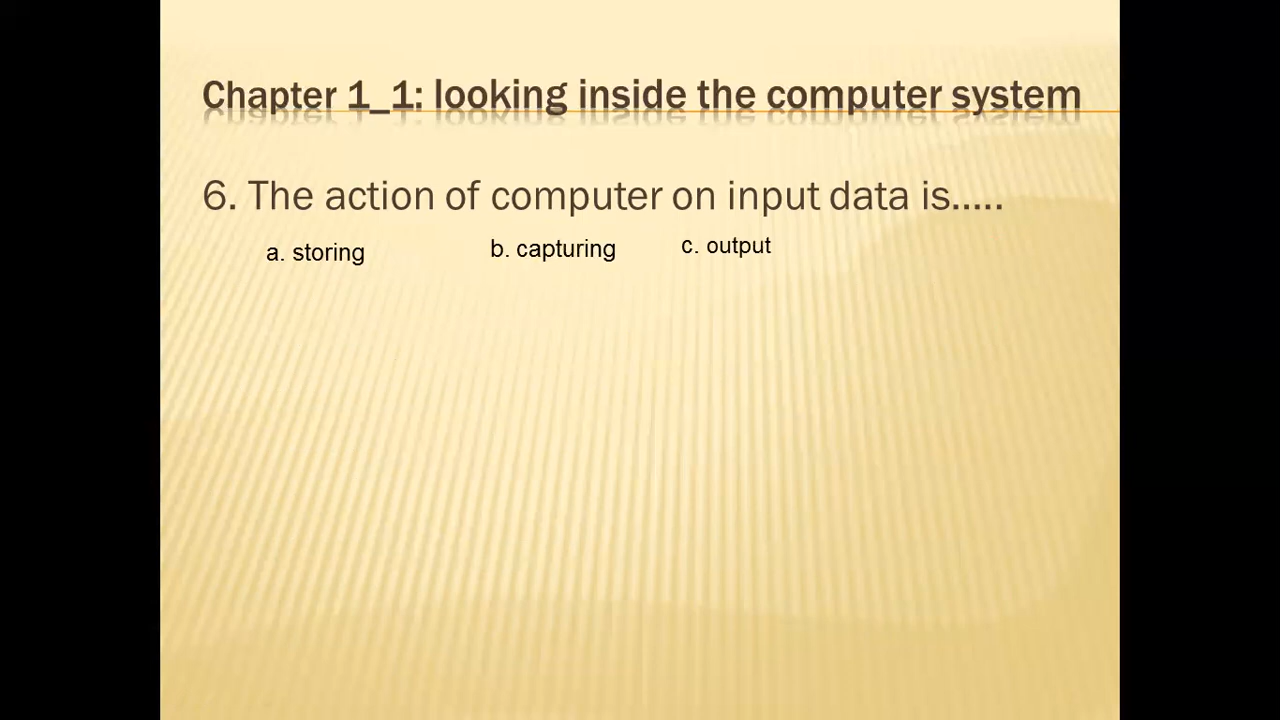 Chapter 1_1: looking inside the computer system
6. The action of computer on input data is.....
a. storing b. capturing c. output